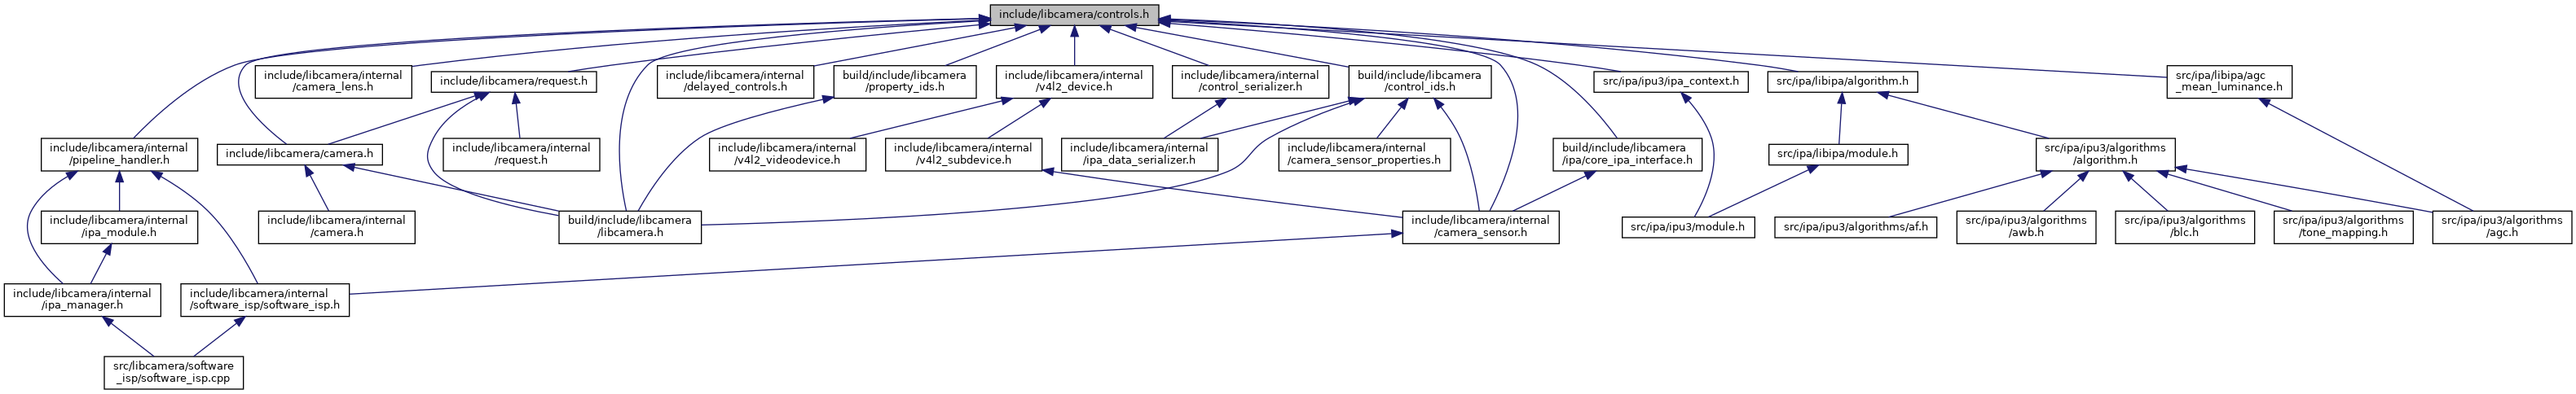 include/libcamera/controls.h
include/libcamera/internal
/camera_lens.h
include/libcamera/request.h
include/libcamera/internal
/delayed_controls.h
build/include/libcamera
/property_ids.h
include/libcamera/internal
/v4l2_device.h
include/libcamera/internal
/control_serializer.h
build/include/libcamera
/control_ids.h
src/ipa/ipu3/ipa_context.h
src/ipa/libipa/algorithm.h
src/ipa/libipa/agc
_mean_luminance.h
include/libcamera/internal
/pipeline_handler.h
include/libcamera/camera.h
include/libcamera/internal
/request.h
include/libcamera/internal
/v4l2_videodevice.h
include/libcamera/internal
/v4l2_subdevice.h
include/libcamera/internal
/ipa_data_serializer.h
include/libcamera/internal
/camera_sensor_properties.h
build/include/libcamera
/ipa/core_ipa_interface.h
src/ipa/libipa/module.h
src/ipa/ipu3/algorithms
/algorithm.h
include/libcamera/internal
/ipa_module.h
include/libcamera/internal
/camera.h
build/include/libcamera
/libcamera.h
include/libcamera/internal
/camera_sensor.h
src/ipa/ipu3/module.h
src/ipa/ipu3/algorithms/af.h
src/ipa/ipu3/algorithms
/awb.h
src/ipa/ipu3/algorithms
/blc.h
src/ipa/ipu3/algorithms
/tone_mapping.h
src/ipa/ipu3/algorithms
/agc.h
include/libcamera/internal
/ipa_manager.h
include/libcamera/internal
/software_isp/software_isp.h
src/libcamera/software
_isp/software_isp.cpp